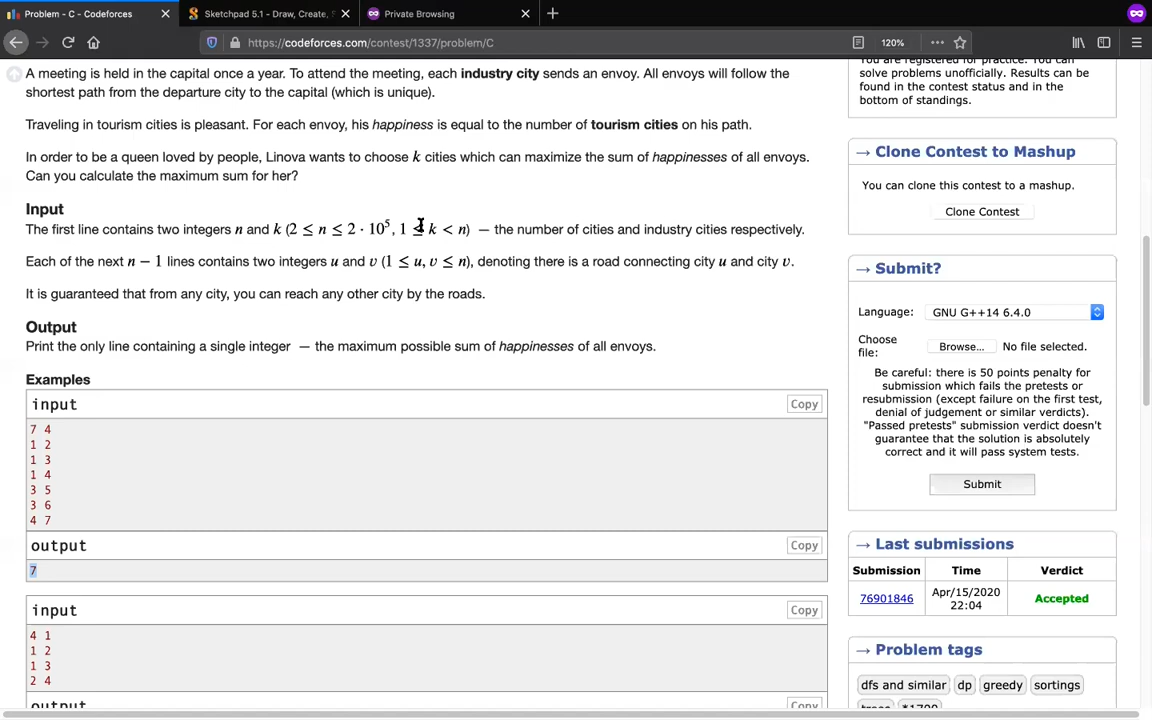 Problem - C - Codeforces
Sketchpad 5.1 - Draw, Create,
Private Browsing
https://codeforces.com/contest/1337/problem/C
120%
A meeting is held in the capital once a year. To attend the meeting, each industry city sends an envoy. All envoys will follow the
shortest path from the departure city to the capital (which is unique).
Traveling in tourism cities is pleasant. For each envoy, his happiness is equal to the number of tourism cities on his path.
In order to be a queen loved by people, Linova wants to choose k cities which can maximize the sum of happinesses of all envoys.
Can you calculate the maximum sum for her?
Input
The first line contains two integers n and k (2 ≤ n ≤ 2 · 10⁵, 1 ≤ k < n)  — the number of cities and industry cities respectively.
Each of the next n − 1 lines contains two integers u and v (1 ≤ u, v ≤ n), denoting there is a road connecting city u and city v.
It is guaranteed that from any city, you can reach any other city by the roads.
Output
Print the only line containing a single integer  — the maximum possible sum of happinesses of all envoys.
Examples
input
Copy
7 4
1 2
1 3
1 4
3 5
3 6
4 7
output
Copy
7
input
Copy
4 1
1 2
1 3
2 4
output
Copy
You are registered for practice. You can
solve problems unofficially. Results can
be found in the contest status and in the
bottom of standings.
→ Clone Contest to Mashup
You can clone this contest to a mashup.
Clone Contest
→ Submit?
Language:
GNU G++14 6.4.0
Choose
file:
Browse...
No file selected.
Be careful: there is 50 points penalty for
submission which fails the pretests or
resubmission (except failure on the first test,
denial of judgement or similar verdicts).
"Passed pretests" submission verdict doesn't
guarantee that the solution is absolutely
correct and it will pass system tests.
Submit
→ Last submissions
Submission Time Verdict
76901846
Apr/15/2020
22:04
Accepted
→ Problem tags
dfs and similar
dp
greedy
sortings
trees
*1700